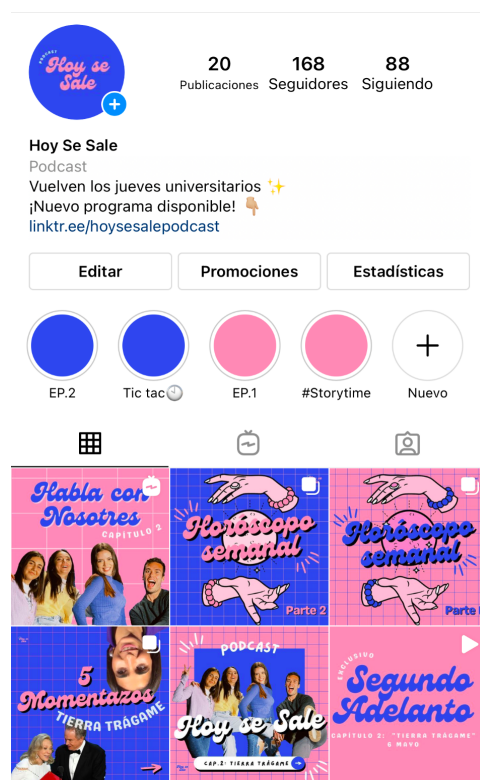 PODCAST
Hoy se
Sale
20
Publicaciones
168
Seguidores
88
Siguiendo
Hoy Se Sale
Podcast
Vuelven los jueves universitarios ✨
¡Nuevo programa disponible! 👇🏼
linktr.ee/hoysesalepodcast
Editar
Promociones
Estadísticas
EP.2
Tic tac🕙
EP.1
#Storytime
Nuevo
Habla con
Nosotres
CAPÍTULO 2
Horóscopo
semanal
Parte 2
Horóscopo
semanal
Parte
5
Momentazos
TIERRA TRÁGAME
PODCAST
Hoy se Sale
CAP.2: TIERRA TRÁGAME
EXCLUSIVO
Segundo
Adelanto
CAPÍTULO 2: "TIERRA TRÁGAME"
6 MAYO